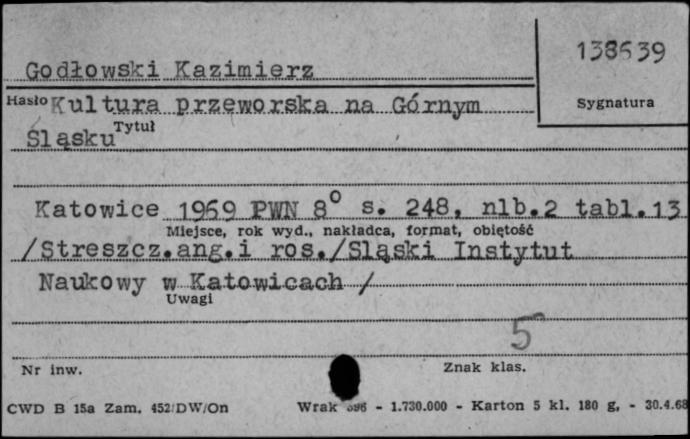 138639
Godłowski Kazimierz
Hasło Kultura przeworska na Górnym
Sygnatura
Śląsku Tytuł
Katowice 1969 PWN 8° s. 248, nlb.2 tabl.13
Miejsce, rok wyd., nakładca, format, objętość
/Streszcz.ang.i ros./Śląski Instytut
Naukowy w Katowicach /
Uwagi
5
Nr inw.
Znak klas.
CWD B 15a Zam. 452/DW/On Wrak - 1.730.000 - Karton 5 kl. 180 g, - 30.4.68